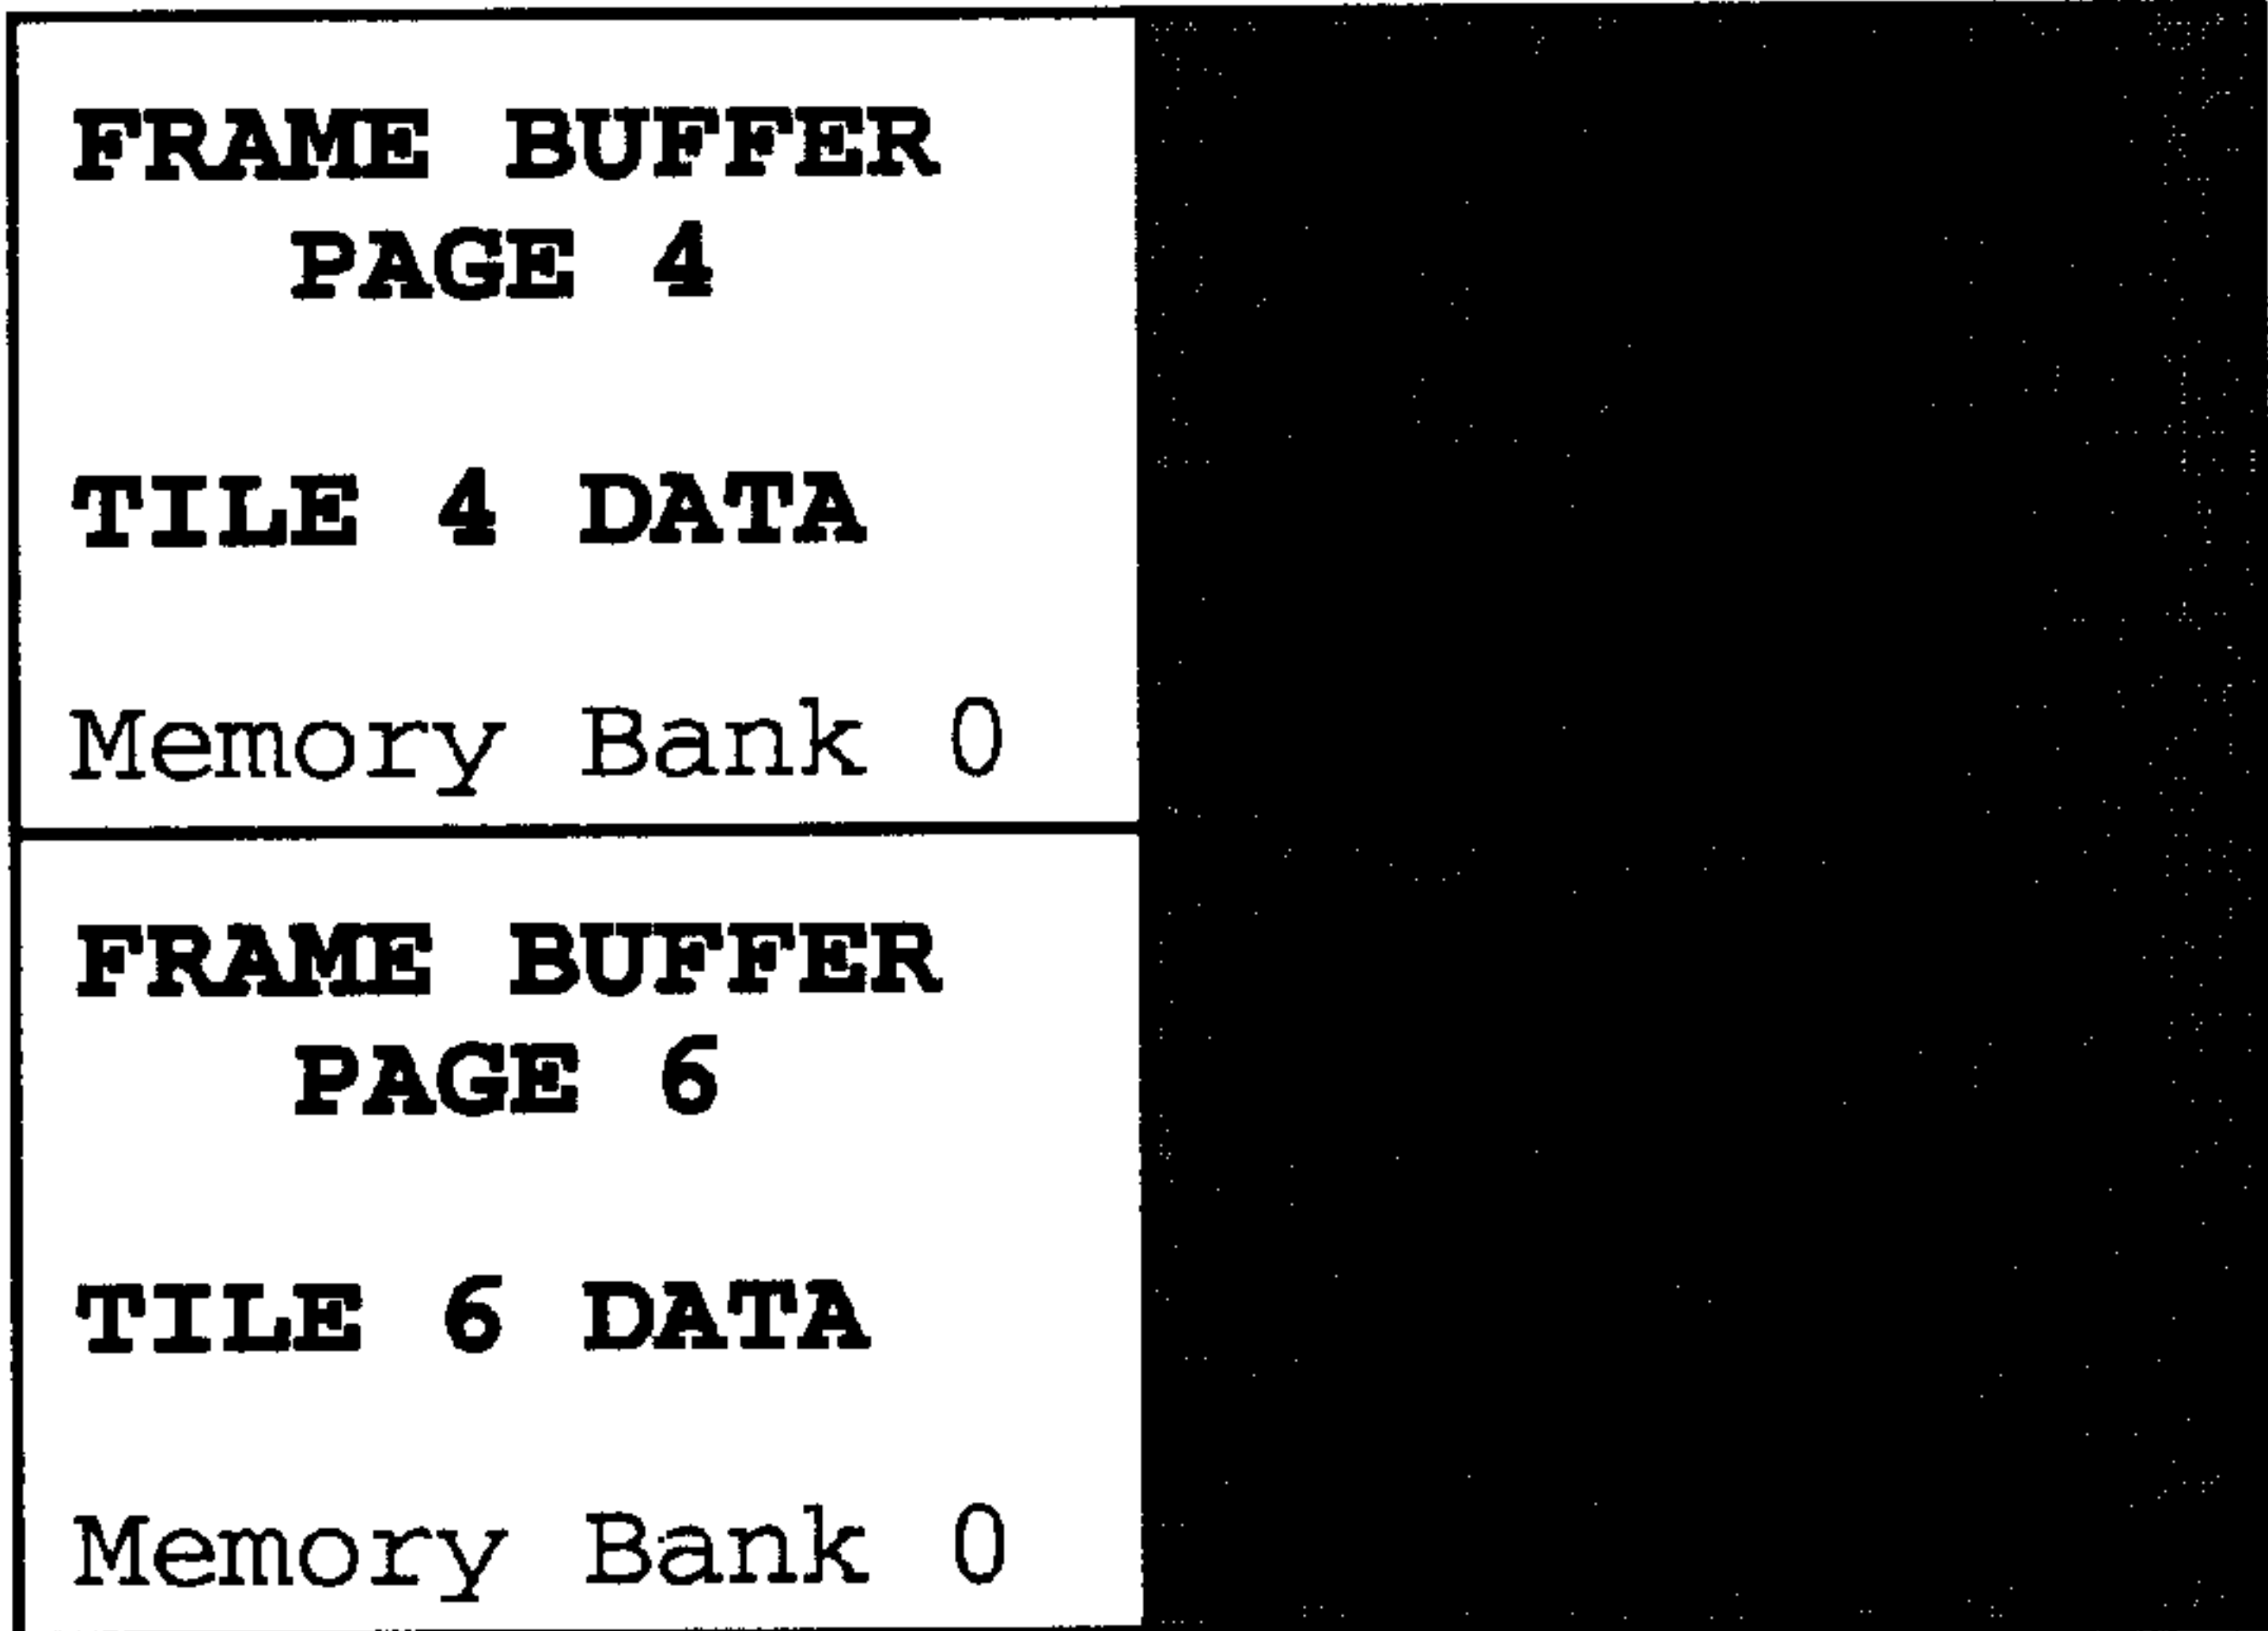 FRAME BUFFER
PAGE 4
TILE 4 DATA
Memory Bank 0
FRAME BUFFER
PAGE 6
TILE 6 DATA
Memory Bank 0